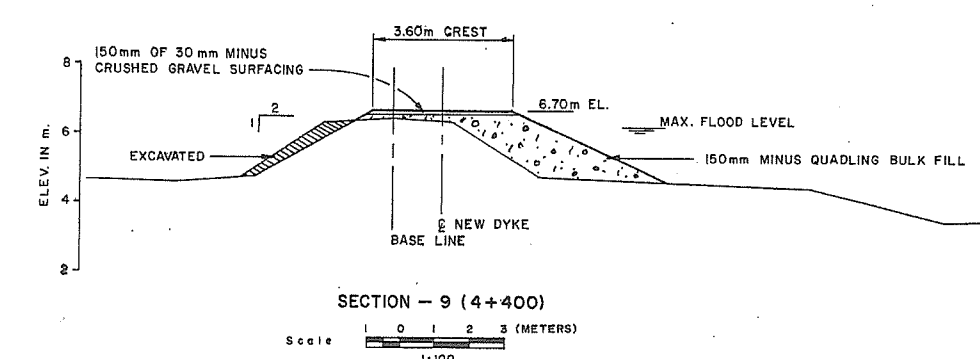 3.60m CREST
150mm OF 30mm MINUS
CRUSHED GRAVEL SURFACING
8
6.70m EL.
2
1
MAX. FLOOD LEVEL
6
EXCAVATED
150mm MINUS QUADLING BULK FILL
ELEV. IN m.
4
℄ NEW DYKE
BASE LINE
2
SECTION - 9 (4+400)
Scale
1 0 1 2 3 (METERS)
1:100